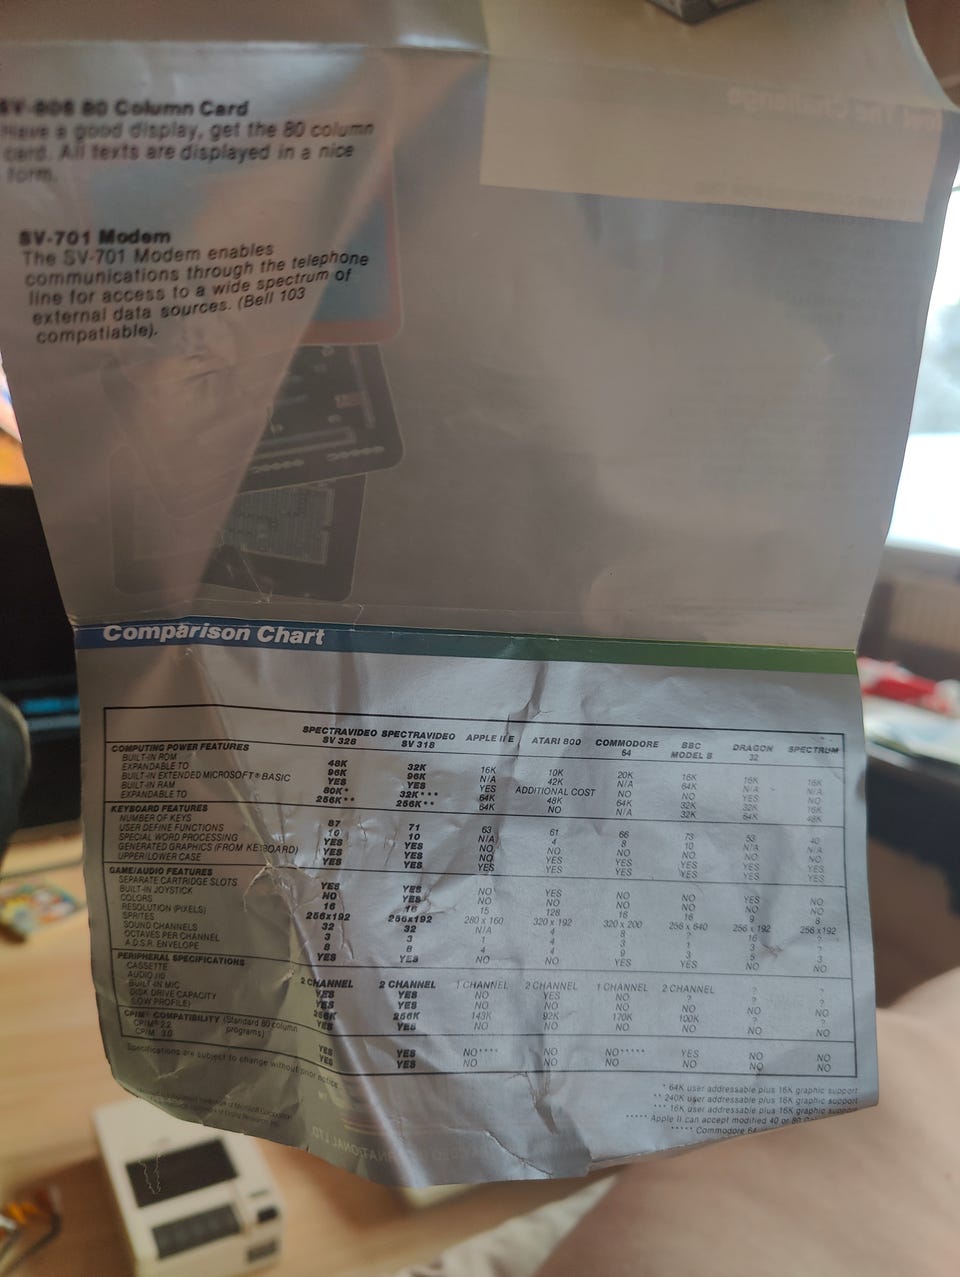 80 Column Card
Have a good display, get the 80 column
card. All texts are displayed in a nice
form.
SV-701 Modem
The SV-701 Modem enables
communications through the telephone
line for access to a wide spectrum of
external data sources. (Bell 103
compatiable).
Comparison Chart
SPECTRAVIDEO SV 328 SPECTRAVIDEO SV 318 APPLE II E ATARI 800 COMMODORE 64 BBC MODEL B DRAGON 32 SPECTRUM
COMPUTING POWER FEATURES
BUILT-IN ROM 48K 32K 16K 10K 20K 16K 16K 16K
EXPANDABLE TO 96K 96K N/A 42K N/A 64K N/A N/A
BUILT-IN EXTENDED MICROSOFT® BASIC YES YES YES ADDITIONAL COST NO NO YES NO
BUILT-IN RAM 80K* 32K*** 64K 48K 64K 32K 32K 16K
EXPANDABLE TO 256K** 256K** 64K NO N/A 32K 64K 48K
KEYBOARD FEATURES
NUMBER OF KEYS 87 71 63 61 66 73 53 40
USER DEFINE FUNCTIONS 10 10 N/A 4 8 10 N/A N/A
SPECIAL WORD PROCESSING YES YES NO NO NO NO NO NO
GENERATED GRAPHICS (FROM KEYBOARD) YES YES NO YES YES YES YES YES
UPPER/LOWER CASE YES YES YES YES YES YES YES YES
GAME/AUDIO FEATURES
SEPARATE CARTRIDGE SLOTS YES YES NO YES NO NO YES NO
BUILT-IN JOYSTICK NO YES NO NO NO NO NO NO
COLORS 16 16 15 128 16 16 9 8
RESOLUTION (PIXELS) 256x192 256x192 280 x 160 320 x 192 320 x 200 256 x 640 256 x 192 256 x 192
SPRITES 32 32 N/A 4 8 ? 16 ?
SOUND CHANNELS 3 3 1 4 3 1 3 ?
OCTAVES PER CHANNEL 8 8 4 4 9 3 5 3
A.D.S.R. ENVELOPE YES YES NO NO YES YES NO NO
PERIPHERAL SPECIFICATIONS
CASSETTE 2 CHANNEL 2 CHANNEL 1 CHANNEL 2 CHANNEL 1 CHANNEL 2 CHANNEL ? ?
AUDIO I/O YES YES NO YES NO ? ? ?
BUILT-IN MIC YES YES NO NO NO ? NO NO
DISK DRIVE CAPACITY 256K 256K 143K 92K 170K 100K NO ?
(LOW PROFILE) YES YES NO NO NO NO NO NO
CP/M® COMPATIBILITY (Standard 80 column programs)
CP/M® 2.2 YES YES NO**** NO NO***** YES NO NO
CP/M 3.0 YES YES NO NO NO NO NO NO
Specifications are subject to change without prior notice.
* 64K user addressable plus 16K graphic support
** 240K user addressable plus 16K graphic support
*** 16K user addressable plus 16K graphic support
**** Apple II can accept modified 40 or 80
***** Commodore 64